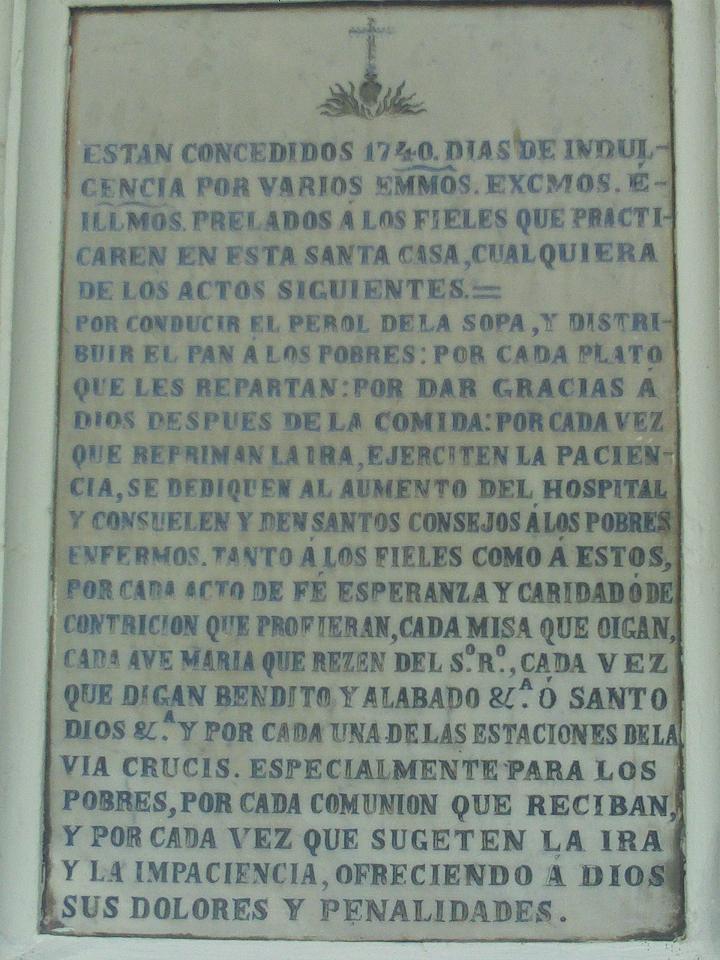 ESTAN CONCEDIDOS 1740. DIAS DE INDUL-
GENCIA POR VARIOS EMMOS. EXCMOS. É-
ILLMOS. PRELADOS Á LOS FIELES QUE PRACTI-
CAREN EN ESTA SANTA CASA, CUALQUIERA
DE LOS ACTOS SIGUIENTES.=
POR CONDUCIR EL PEROL DE LA SOPA, Y DISTRI-
BUIR EL PAN Á LOS POBRES: POR CADA PLATO
QUE LES REPARTAN: POR DAR GRACIAS Á
DIOS DESPUES DE LA COMIDA: POR CADA VEZ
QUE REPRIMAN LA IRA, EJERCITEN LA PACIEN-
CIA, SE DEDIQUEN AL AUMENTO DEL HOSPITAL
Y CONSUELEN Y DEN SANTOS CONSEJOS Á LOS POBRES
ENFERMOS. TANTO Á LOS FIELES COMO Á ESTOS,
POR CADA ACTO DE FÉ ESPERANZA Y CARIDAD Ó DE
CONTRICION QUE PROFIERAN, CADA MISA QUE OIGAN,
CADA AVE MARIA QUE REZEN DEL S.º R.º, CADA VEZ
QUE DIGAN BENDITO Y ALABADO &.ᴬ Ó SANTO
DIOS &.ᴬ Y POR CADA UNA DE LAS ESTACIONES DE LA
VIA CRUCIS. ESPECIALMENTE PARA LOS
POBRES, POR CADA COMUNION QUE RECIBAN,
Y POR CADA VEZ QUE SUGETEN LA IRA
Y LA IMPACIENCIA, OFRECIENDO Á DIOS
SUS DOLORES Y PENALIDADES.